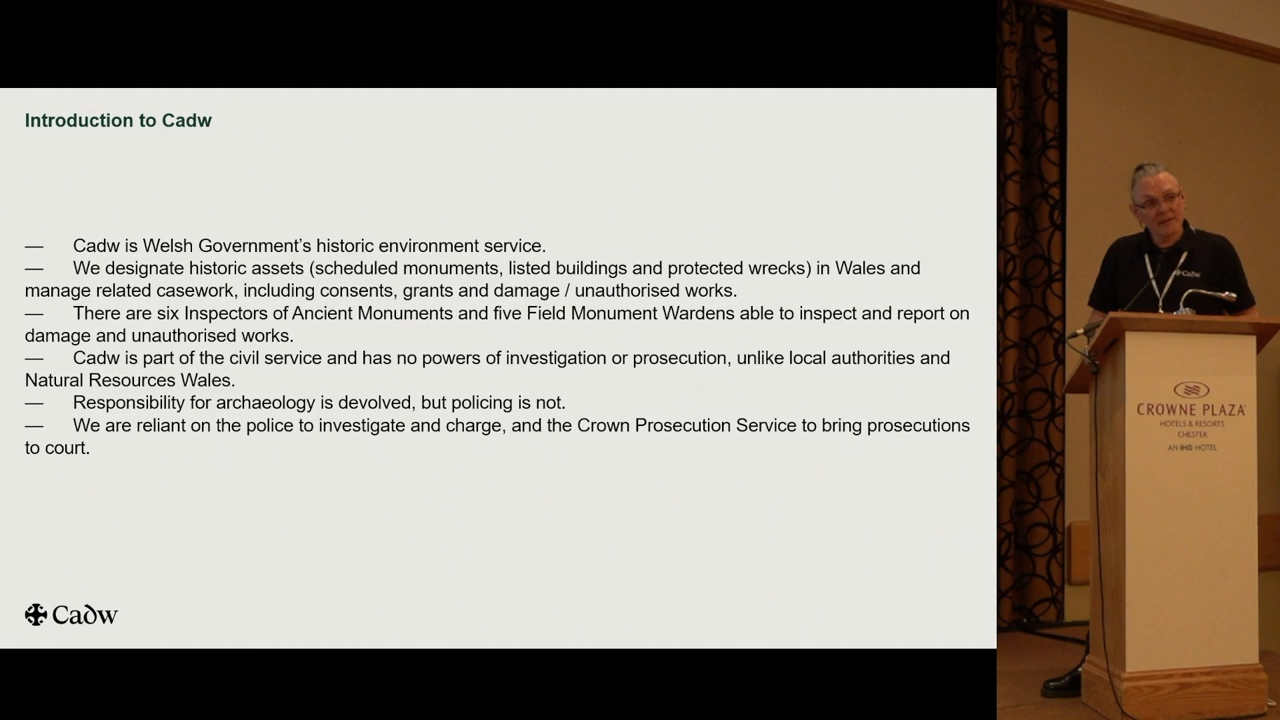 Introduction to Cadw
— Cadw is Welsh Government’s historic environment service.
— We designate historic assets (scheduled monuments, listed buildings and protected wrecks) in Wales and
manage related casework, including consents, grants and damage / unauthorised works.
— There are six Inspectors of Ancient Monuments and five Field Monument Wardens able to inspect and report on
damage and unauthorised works.
— Cadw is part of the civil service and has no powers of investigation or prosecution, unlike local authorities and
Natural Resources Wales.
— Responsibility for archaeology is devolved, but policing is not.
— We are reliant on the police to investigate and charge, and the Crown Prosecution Service to bring prosecutions
to court.
Cadw
Cadw
CROWNE PLAZA
HOTELS & RESORTS
CHESTER
AN IHG HOTEL